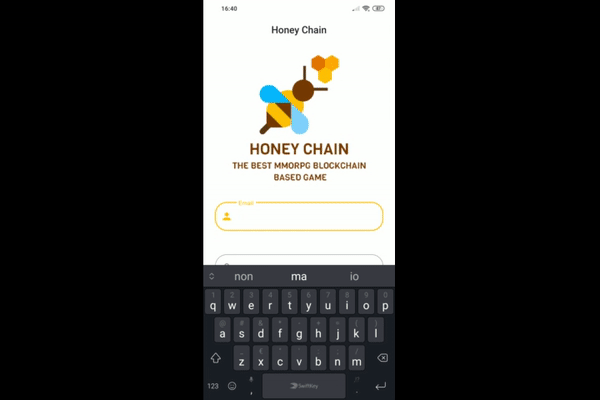 16:40
Honey Chain
HONEY CHAIN
THE BEST MMORPG BLOCKCHAIN
BASED GAME
Email
non ma io
1 2 3 4 5 6 7 8 9 0
q w e r t y u i o p
a s d f g h j k l
z x c v b n m
123 , SwiftKey .